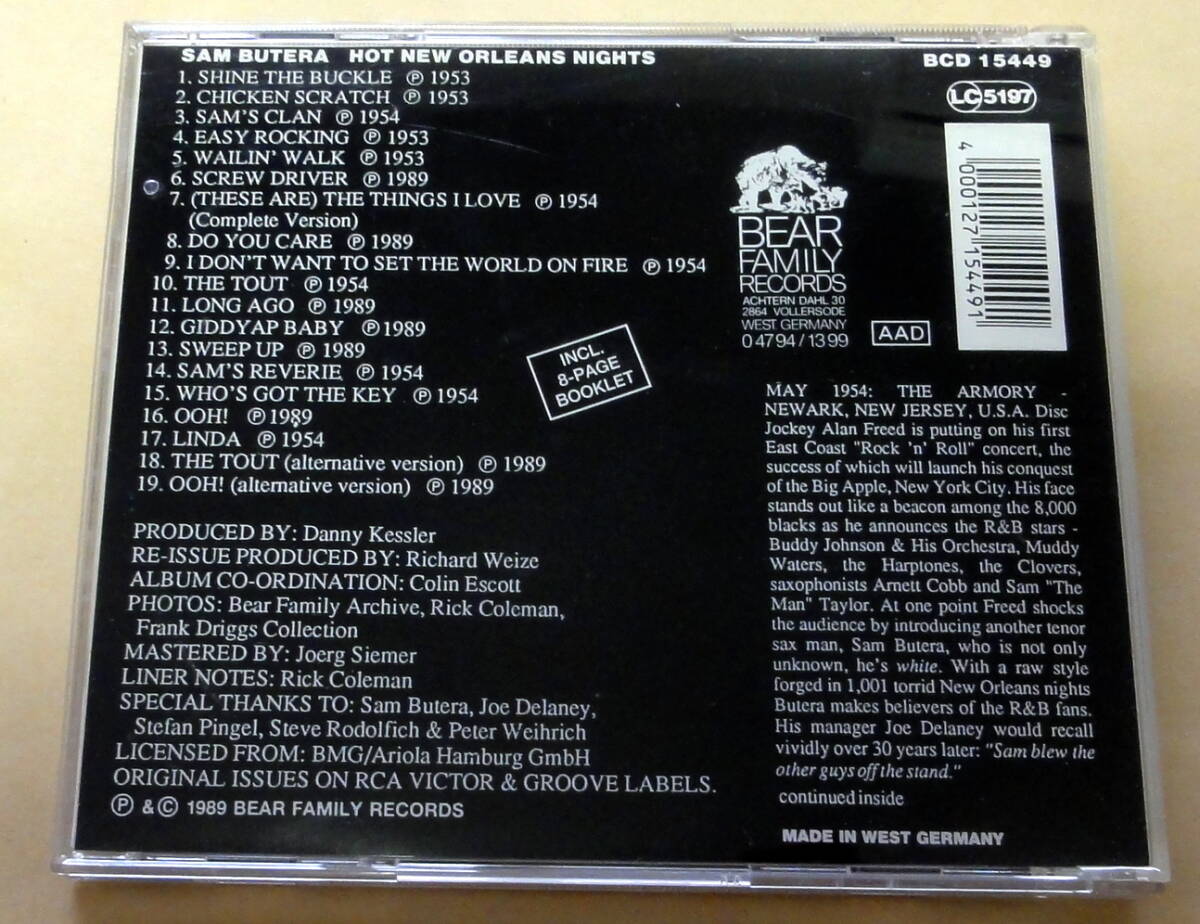 SAM BUTERA HOT NEW ORLEANS NIGHTS
1. SHINE THE BUCKLE ℗ 1953
2. CHICKEN SCRATCH ℗ 1953
3. SAM'S CLAN ℗ 1954
4. EASY ROCKING ℗ 1953
5. WAILIN' WALK ℗ 1953
6. SCREW DRIVER ℗ 1989
7. (THESE ARE) THE THINGS I LOVE ℗ 1954
(Complete Version)
8. DO YOU CARE ℗ 1989
9. I DON'T WANT TO SET THE WORLD ON FIRE ℗ 1954
10. THE TOUT ℗ 1954
11. LONG AGO ℗ 1989
12. GIDDYAP BABY ℗ 1989
13. SWEEP UP ℗ 1989
14. SAM'S REVERIE ℗ 1954
15. WHO'S GOT THE KEY ℗ 1954
16. OOH! ℗ 1989
17. LINDA ℗ 1954
18. THE TOUT (alternative version) ℗ 1989
19. OOH! (alternative version) ℗ 1989
INCL.
8-PAGE
BOOKLET
PRODUCED BY: Danny Kessler
RE-ISSUE PRODUCED BY: Richard Weize
ALBUM CO-ORDINATION: Colin Escott
PHOTOS: Bear Family Archive, Rick Coleman,
Frank Driggs Collection
MASTERED BY: Joerg Siemer
LINER NOTES: Rick Coleman
SPECIAL THANKS TO: Sam Butera, Joe Delaney,
Stefan Pingel, Steve Rodolfich & Peter Weihrich
LICENSED FROM: BMG/Ariola Hamburg GmbH
ORIGINAL ISSUES ON RCA VICTOR & GROOVE LABELS.
℗ & © 1989 BEAR FAMILY RECORDS
BCD 15449
LC 5197
4 000127 154491
BEAR
FAMILY
RECORDS
ACHTERN DAHL 30
2864 VOLLERSODE
WEST GERMANY
0 47 94 / 13 99
AAD
MAY 1954: THE ARMORY -
NEWARK, NEW JERSEY, U.S.A. Disc
Jockey Alan Freed is putting on his first
East Coast "Rock 'n' Roll" concert, the
success of which will launch his conquest
of the Big Apple, New York City. His face
stands out like a beacon among the 8,000
blacks as he announces the R&B stars -
Buddy Johnson & His Orchestra, Muddy
Waters, the Harptones, the Clovers,
saxophonists Arnett Cobb and Sam "The
Man" Taylor. At one point Freed shocks
the audience by introducing another tenor
sax man, Sam Butera, who is not only
unknown, he's white. With a raw style
forged in 1,001 torrid New Orleans nights
Butera makes believers of the R&B fans.
His manager Joe Delaney would recall
vividly over 30 years later: "Sam blew the
other guys off the stand."
continued inside
MADE IN WEST GERMANY